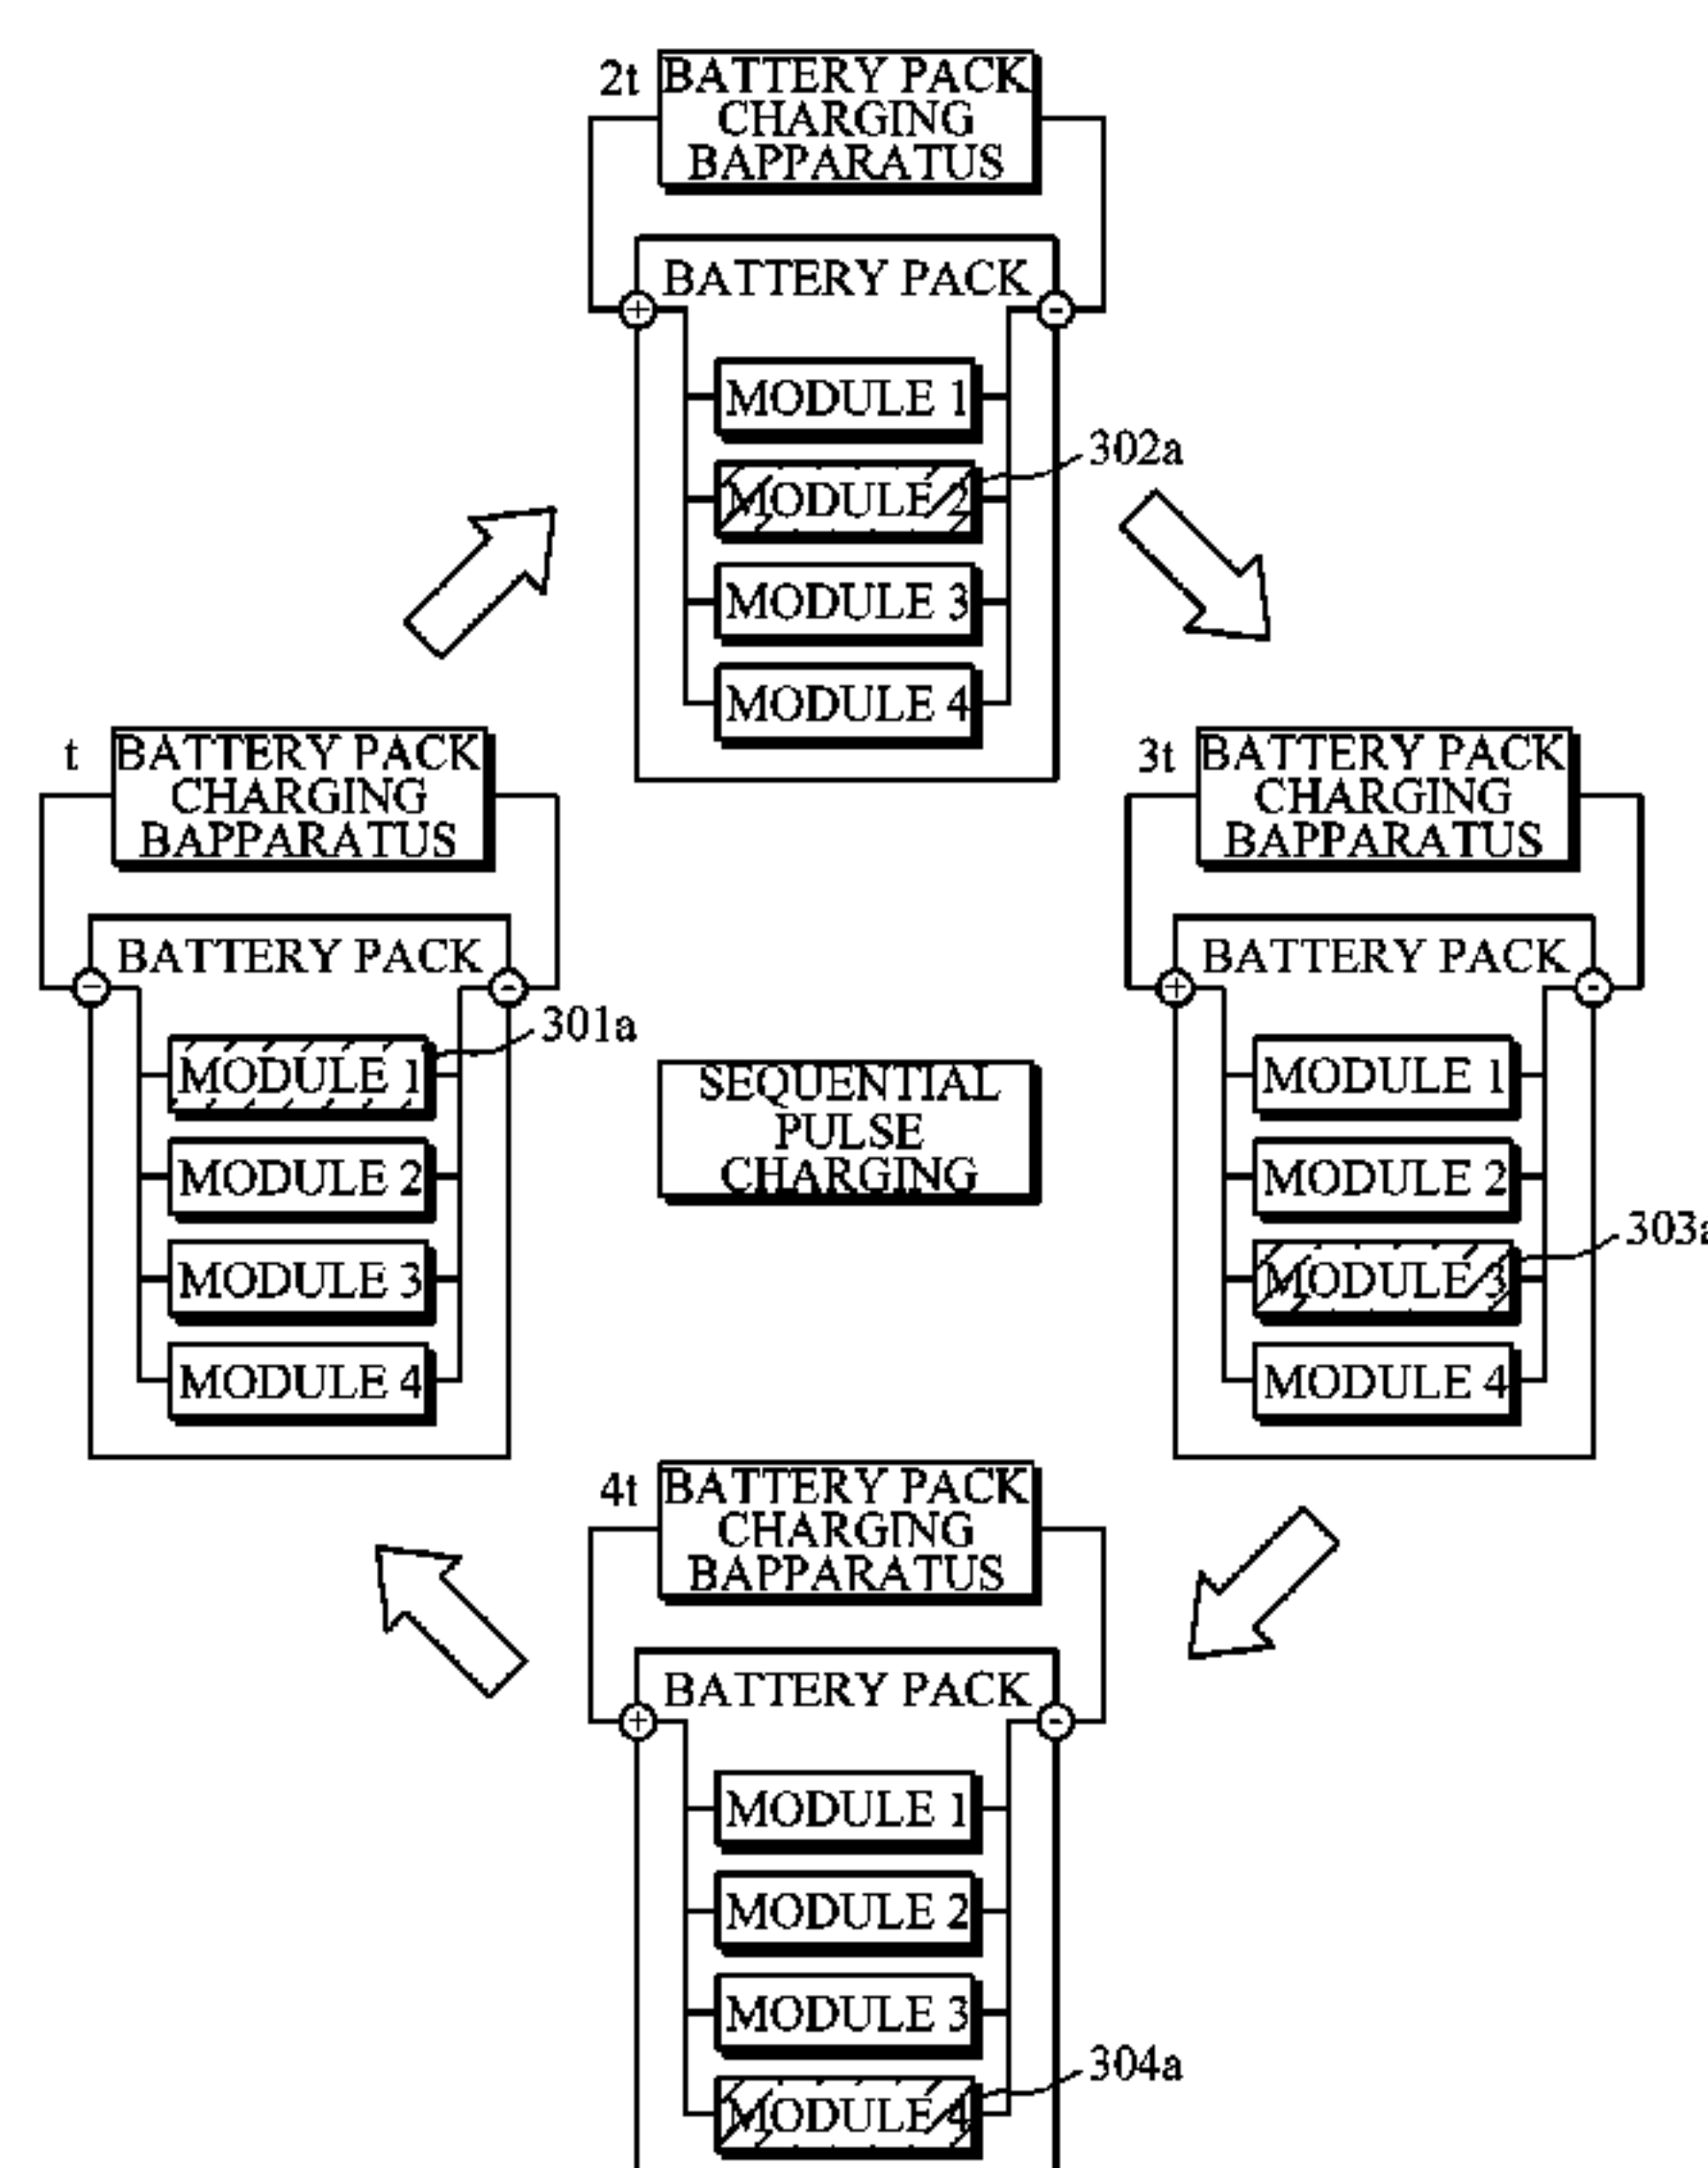 2t
BATTERY PACK
CHARGING
BAPPARATUS
BATTERY PACK
+
-
MODULE 1
302a
MODULE 2
MODULE 3
MODULE 4
t
BATTERY PACK
CHARGING
BAPPARATUS
BATTERY PACK
-
-
301a
MODULE 1
MODULE 2
MODULE 3
MODULE 4
SEQUENTIAL
PULSE
CHARGING
3t
BATTERY PACK
CHARGING
BAPPARATUS
BATTERY PACK
+
-
MODULE 1
MODULE 2
303a
MODULE 3
MODULE 4
4t
BATTERY PACK
CHARGING
BAPPARATUS
BATTERY PACK
+
-
MODULE 1
MODULE 2
MODULE 3
304a
MODULE 4